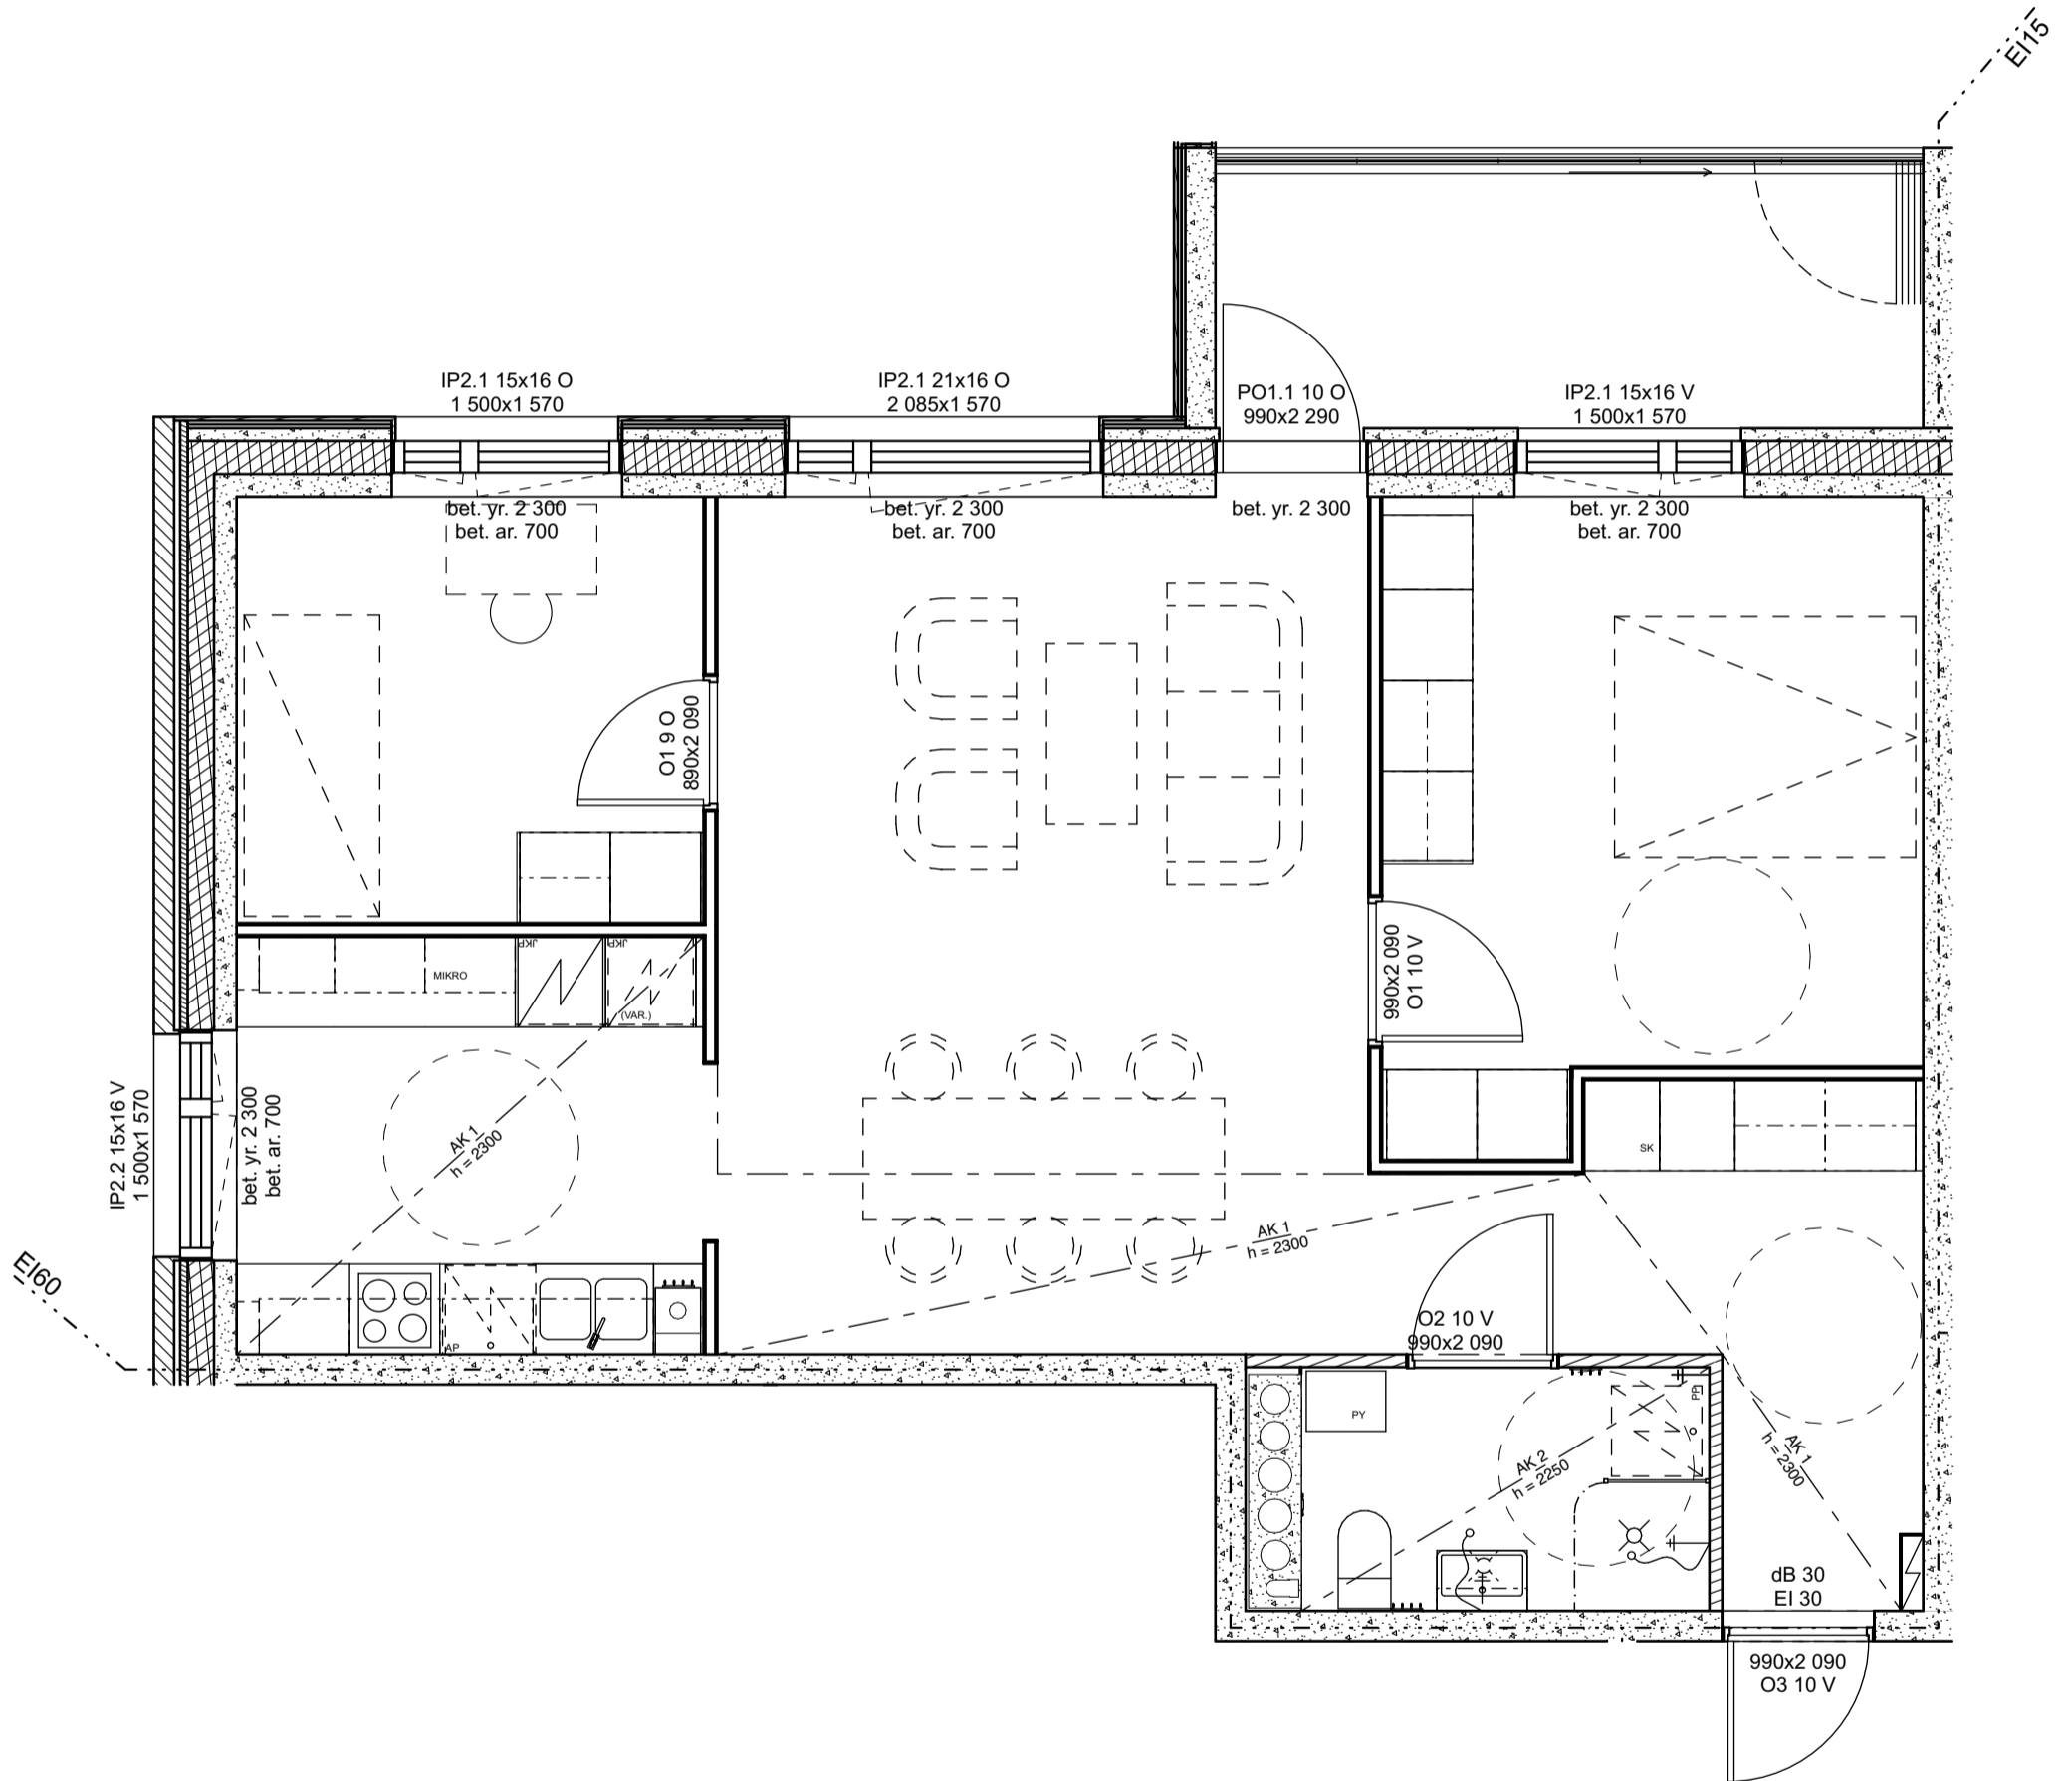 EI15
IP2.1 15x16 O
1 500x1 570
IP2.1 21x16 O
2 085x1 570
PO1.1 10 O
990x2 290
IP2.1 15x16 V
1 500x1 570
bet. yr. 2 300
bet. ar. 700
bet. yr. 2 300
bet. ar. 700
bet. yr. 2 300
bet. yr. 2 300
bet. ar. 700
O1 9 O
890x2 090
990x2 090
O1 10 V
JKP
JKP
MIKRO
(VAR.)
IP2.2 15x16 V
1 500x1 570
bet. yr. 2 300
bet. ar. 700
AK 1
h = 2300
SK
AK 1
h = 2300
EI60
AP
O2 10 V
990x2 090
PY
PP
AK 2
h = 2250
AK 1
h = 2300
dB 30
EI 30
990x2 090
O3 10 V